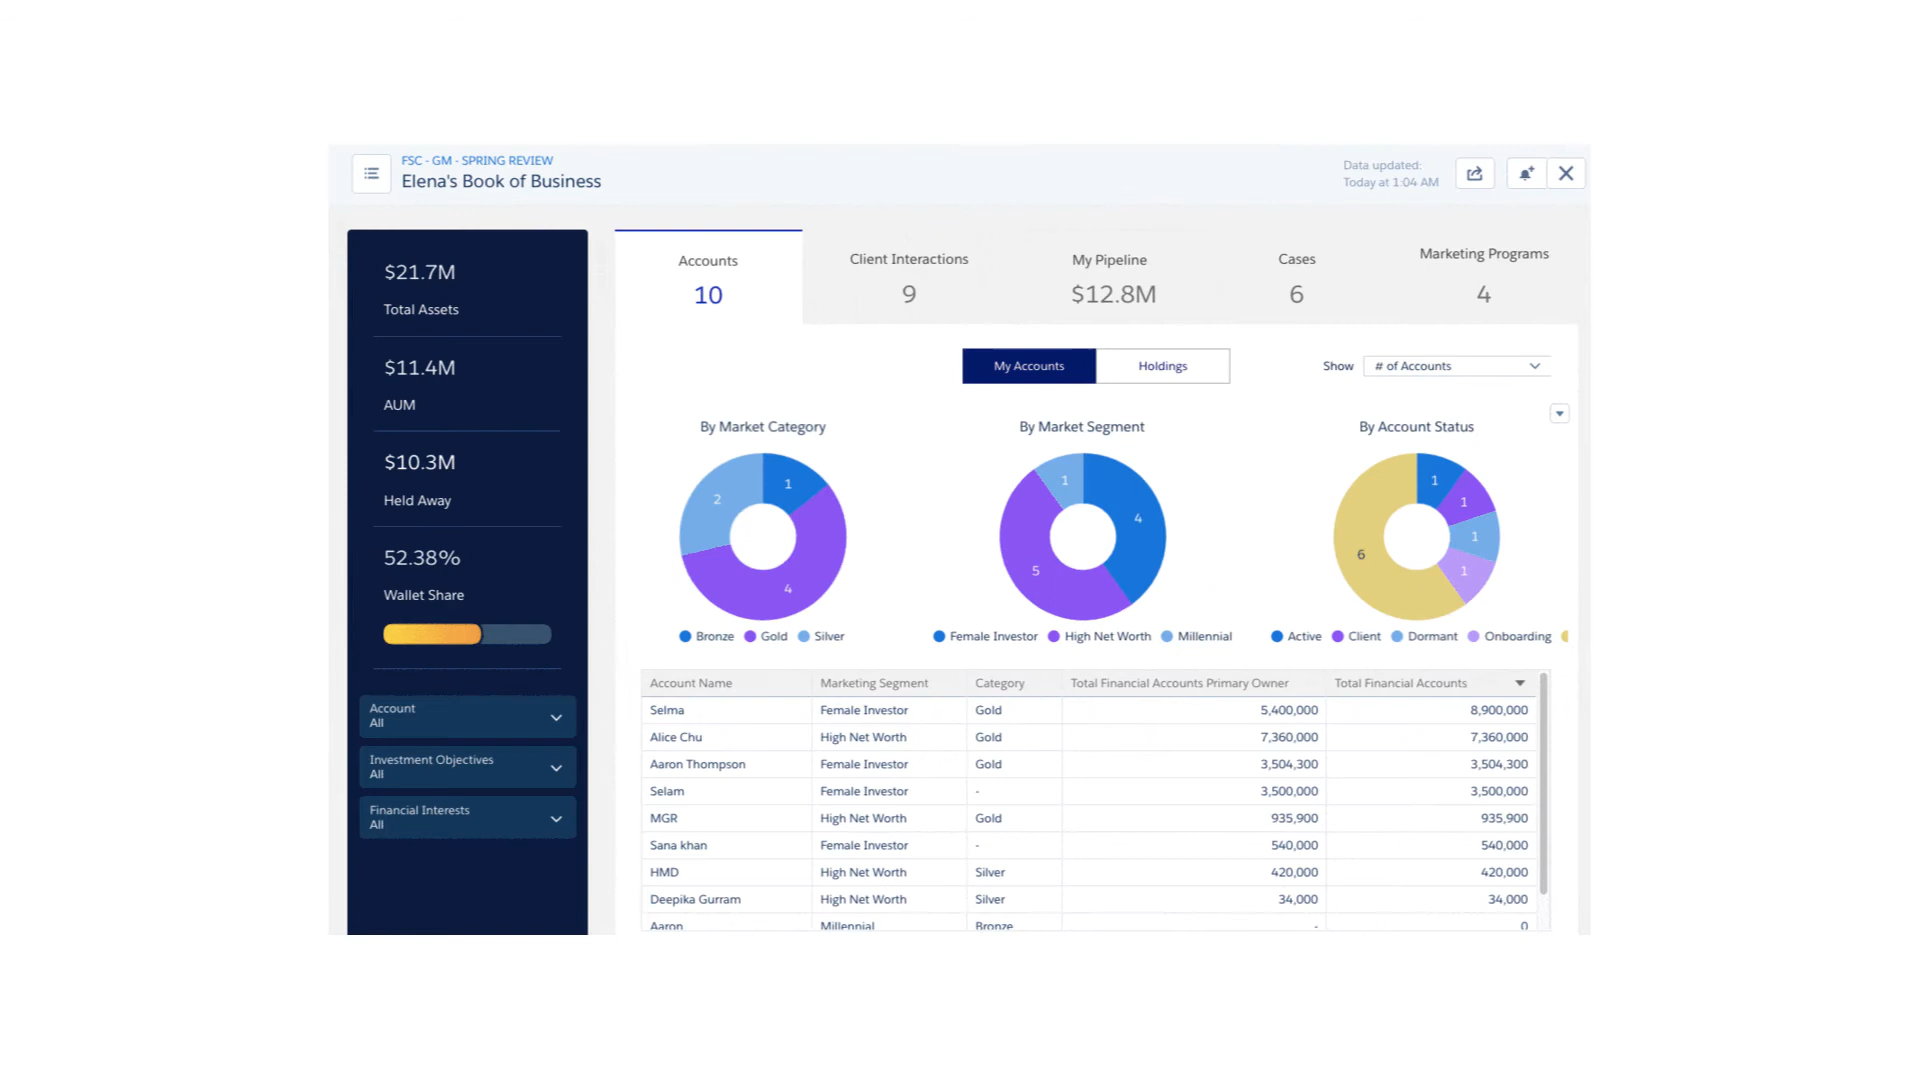 FSC - GM - SPRING REVIEW
Elena's Book of Business
Data updated:
Today at 1:04 AM
$21.7M
Total Assets
$11.4M
AUM
$10.3M
Held Away
52.38%
Wallet Share
Account
All
Investment Objectives
All
Financial Interests
All
Accounts
10
Client Interactions
9
My Pipeline
$12.8M
Cases
6
Marketing Programs
4
My Accounts
Holdings
Show
# of Accounts
By Market Category
1
2
4
Bronze Gold Silver
By Market Segment
1
4
5
Female Investor High Net Worth Millennial
By Account Status
1
1
1
1
6
Active Client Dormant Onboarding
Account Name Marketing Segment Category Total Financial Accounts Primary Owner Total Financial Accounts
Selma Female Investor Gold 5,400,000 8,900,000
Alice Chu High Net Worth Gold 7,360,000 7,360,000
Aaron Thompson Female Investor Gold 3,504,300 3,504,300
Selam Female Investor - 3,500,000 3,500,000
MGR High Net Worth Gold 935,900 935,900
Sana khan Female Investor - 540,000 540,000
HMD High Net Worth Silver 420,000 420,000
Deepika Gurram High Net Worth Silver 34,000 34,000
Aaron Millennial Bronze - 0